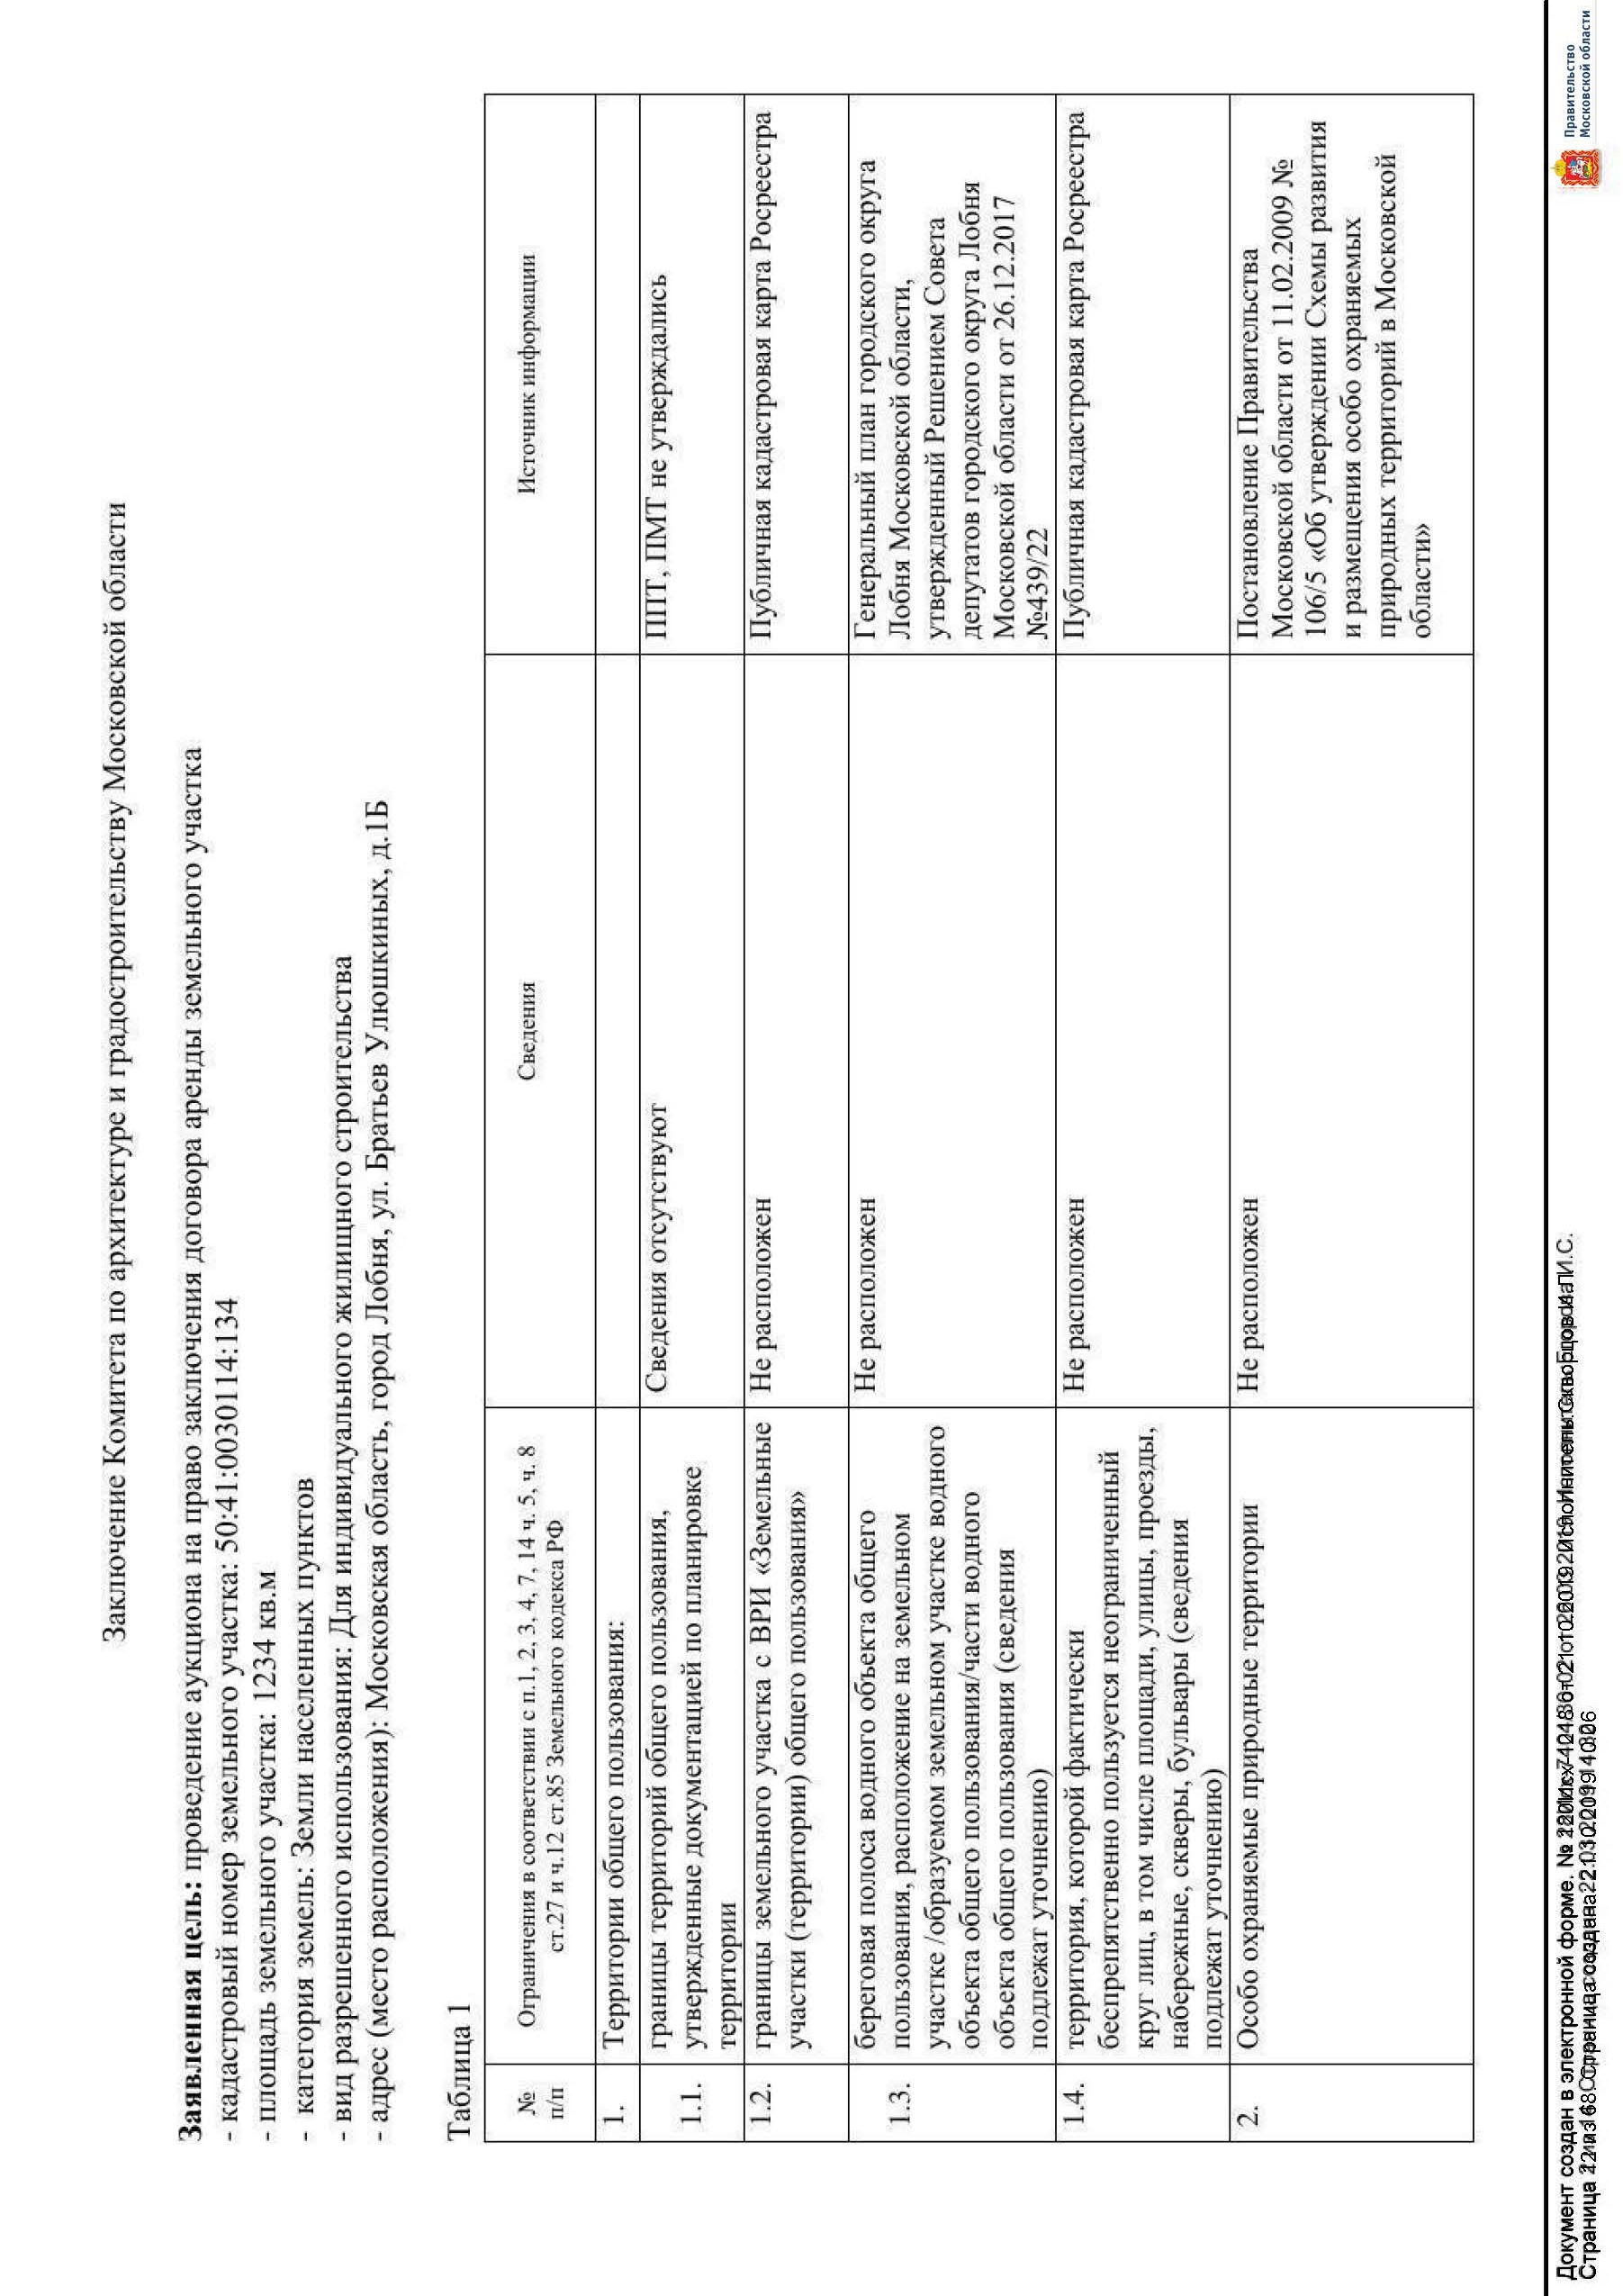 Заключение Комитета по архитектуре и градостроительству Московской области
Заявленная цель: проведение аукциона на право заключения договора аренды земельного участка
- кадастровый номер земельного участка: 50:41:0030114:134
- площадь земельного участка: 1234 кв.м
- категория земель: Земли населенных пунктов
- вид разрешенного использования: Для индивидуального жилищного строительства
- адрес (место расположения): Московская область, город Лобня, ул. Братьев Улюшкиных, д.1Б
Таблица 1
№
п/п
Ограничения в соответствии с п.1, 2, 3, 4, 7, 14 ч. 5, ч. 8
ст.27 и ч.12 ст.85 Земельного кодекса РФ
Сведения
Источник информации
1.
Территории общего пользования:
1.1.
границы территорий общего пользования,
утвержденные документацией по планировке
территории
Сведения отсутствуют
ППТ, ПМТ не утверждались
1.2.
границы земельного участка с ВРИ «Земельные
участки (территории) общего пользования»
Не расположен
Публичная кадастровая карта Росреестра
1.3.
береговая полоса водного объекта общего
пользования, расположение на земельном
участке /образуемом земельном участке водного
объекта общего пользования/части водного
объекта общего пользования (сведения
подлежат уточнению)
Не расположен
Генеральный план городского округа
Лобня Московской области,
утвержденный Решением Совета
депутатов городского округа Лобня
Московской области от 26.12.2017
№439/22
1.4.
территория, которой фактически
беспрепятственно пользуется неограниченный
круг лиц, в том числе площади, улицы, проезды,
набережные, скверы, бульвары (сведения
подлежат уточнению)
Не расположен
Публичная кадастровая карта Росреестра
2.
Особо охраняемые природные территории
Не расположен
Постановление Правительства
Московской области от 11.02.2009 №
106/5 «Об утверждении Схемы развития
и размещения особо охраняемых
природных территорий в Московской
области»
Документ создан в электронной форме. №
Страница
Правительство
Московской области